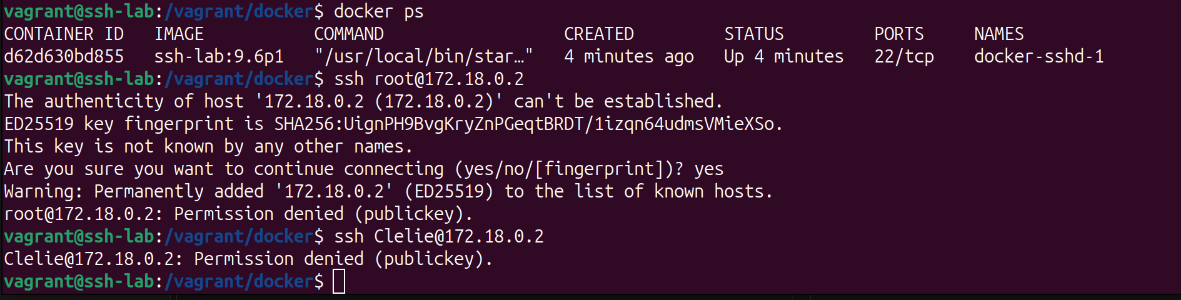 vagrant@ssh-lab:/vagrant/docker$ docker ps
CONTAINER ID   IMAGE           COMMAND                  CREATED         STATUS         PORTS     NAMES
d62d630bd855   ssh-lab:9.6p1   "/usr/local/bin/star…"   4 minutes ago   Up 4 minutes   22/tcp    docker-sshd-1
vagrant@ssh-lab:/vagrant/docker$ ssh root@172.18.0.2
The authenticity of host '172.18.0.2 (172.18.0.2)' can't be established.
ED25519 key fingerprint is SHA256:UignPH9BvgKryZnPGeqtBRDT/1izqn64udmsVMieXSo.
This key is not known by any other names.
Are you sure you want to continue connecting (yes/no/[fingerprint])? yes
Warning: Permanently added '172.18.0.2' (ED25519) to the list of known hosts.
root@172.18.0.2: Permission denied (publickey).
vagrant@ssh-lab:/vagrant/docker$ ssh Clelie@172.18.0.2
Clelie@172.18.0.2: Permission denied (publickey).
vagrant@ssh-lab:/vagrant/docker$